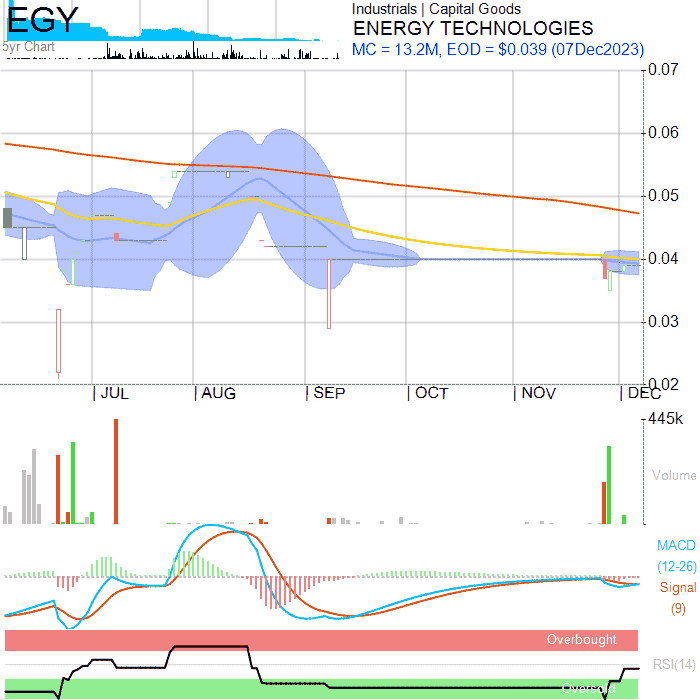 EGY
5yr Chart
Industrials | Capital Goods
ENERGY TECHNOLOGIES
MC = 13.2M, EOD = $0.039 (07Dec2023)
0.07
0.06
0.05
0.04
0.03
0.02
JUL
AUG
SEP
OCT
NOV
DEC
445k
Volume
MACD
(12-26)
Signal
(9)
Overbought
RSI(14)
Oversold